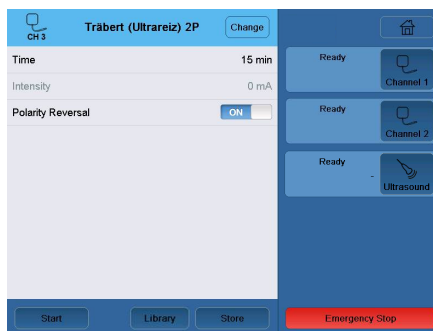 CH 3
Träbert (Ultrareiz) 2P
Change
Time 15 min
Intensity 0 mA
Polarity Reversal ON
Ready
Channel 1
Ready
Channel 2
Ready
-
Ultrasound
Start
Library
Store
Emergency Stop